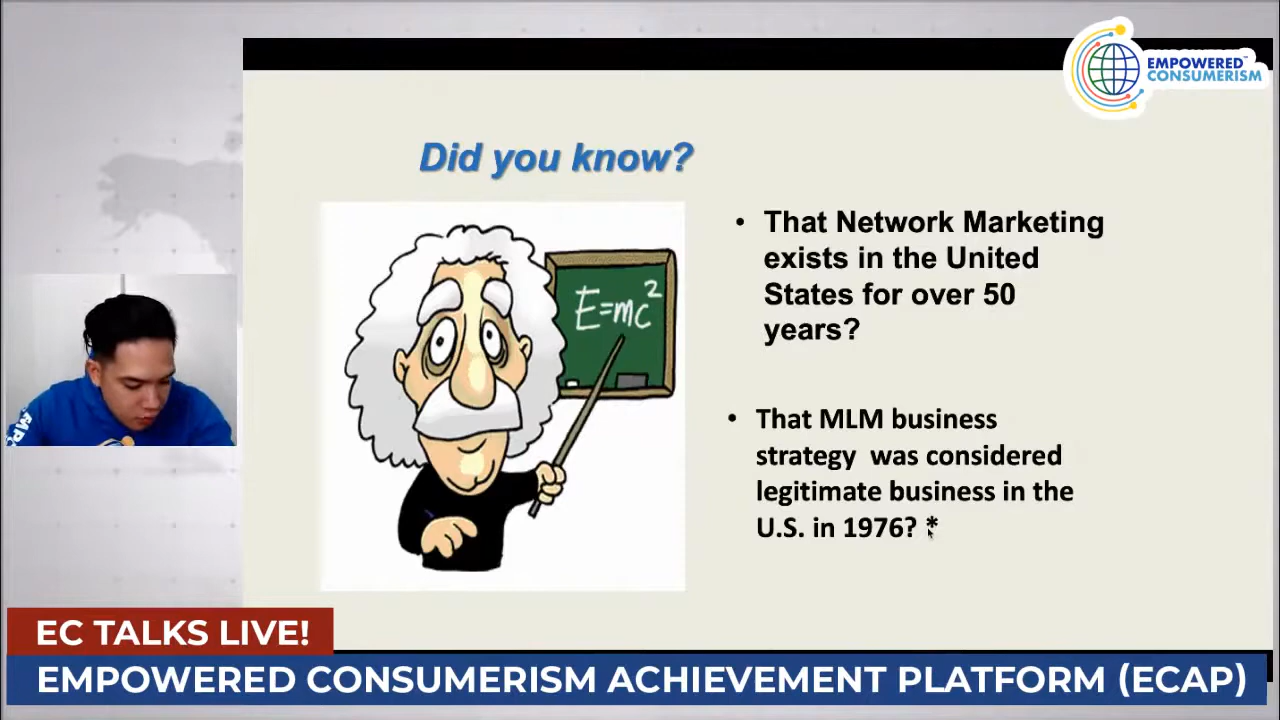 EMPOWERED™
CONSUMERISM
Did you know?
• That Network Marketing
exists in the United
States for over 50
years?
E=mc²
• That MLM business
strategy was considered
legitimate business in the
U.S. in 1976? *
EC TALKS LIVE!
EMPOWERED CONSUMERISM ACHIEVEMENT PLATFORM (ECAP)